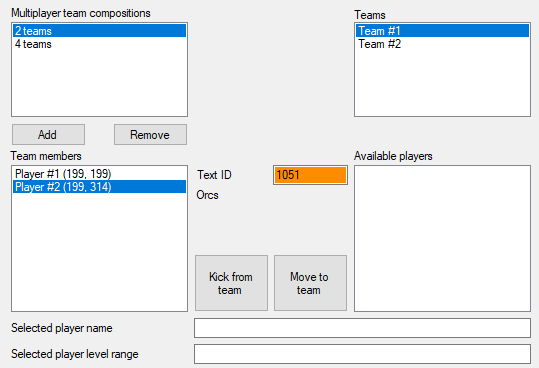 Multiplayer team compositions
Teams
2 teams
4 teams
Team #1
Team #2
Add
Remove
Team members
Available players
Player #1 (199, 199)
Player #2 (199, 314)
Text ID
1051
Orcs
Kick from
team
Move to
team
Selected player name
Selected player level range